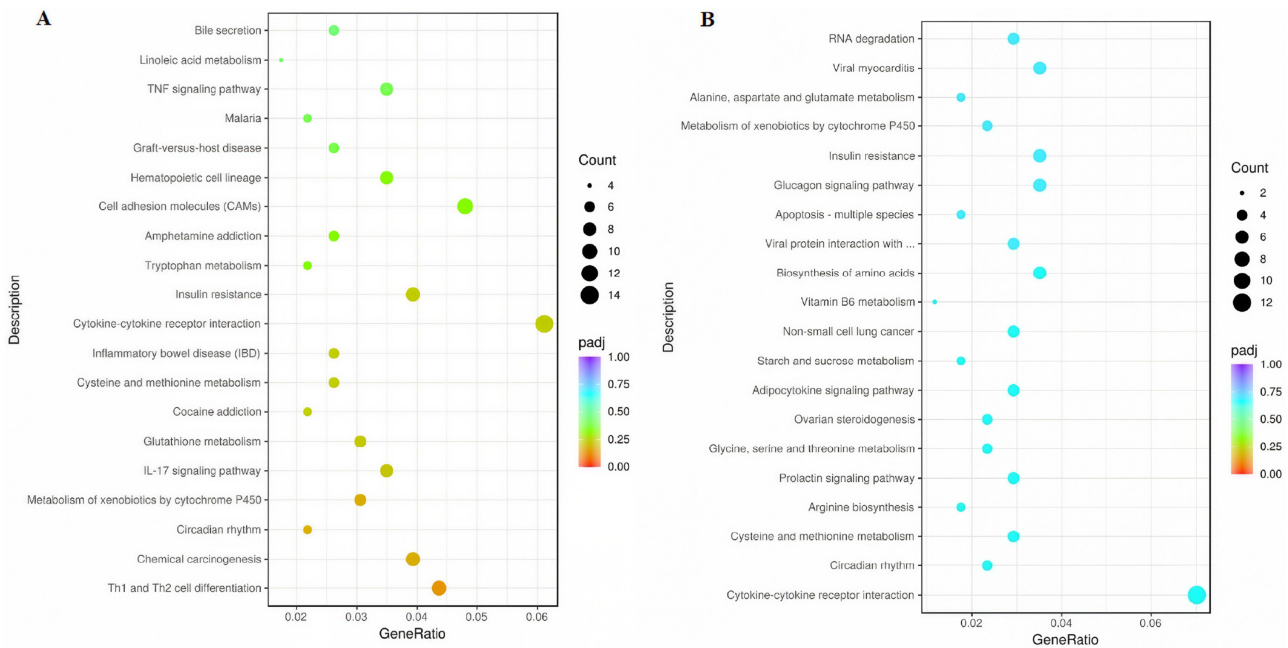 A
Description
Bile secretion
Linoleic acid metabolism
TNF signaling pathway
Malaria
Graft-versus-host disease
Hematopoietic cell lineage
Cell adhesion molecules (CAMs)
Amphetamine addiction
Tryptophan metabolism
Insulin resistance
Cytokine-cytokine receptor interaction
Inflammatory bowel disease (IBD)
Cysteine and methionine metabolism
Cocaine addiction
Glutathione metabolism
IL-17 signaling pathway
Metabolism of xenobiotics by cytochrome P450
Circadian rhythm
Chemical carcinogenesis
Th1 and Th2 cell differentiation
0.02 0.03 0.04 0.05 0.06
GeneRatio
Count
4
6
8
10
12
14
padj
1.00
0.75
0.50
0.25
0.00
B
Description
RNA degradation
Viral myocarditis
Alanine, aspartate and glutamate metabolism
Metabolism of xenobiotics by cytochrome P450
Insulin resistance
Glucagon signaling pathway
Apoptosis - multiple species
Viral protein interaction with ...
Biosynthesis of amino acids
Vitamin B6 metabolism
Non-small cell lung cancer
Starch and sucrose metabolism
Adipocytokine signaling pathway
Ovarian steroidogenesis
Glycine, serine and threonine metabolism
Prolactin signaling pathway
Arginine biosynthesis
Cysteine and methionine metabolism
Circadian rhythm
Cytokine-cytokine receptor interaction
0.02 0.04 0.06
GeneRatio
Count
2
4
6
8
10
12
padj
1.00
0.75
0.50
0.25
0.00